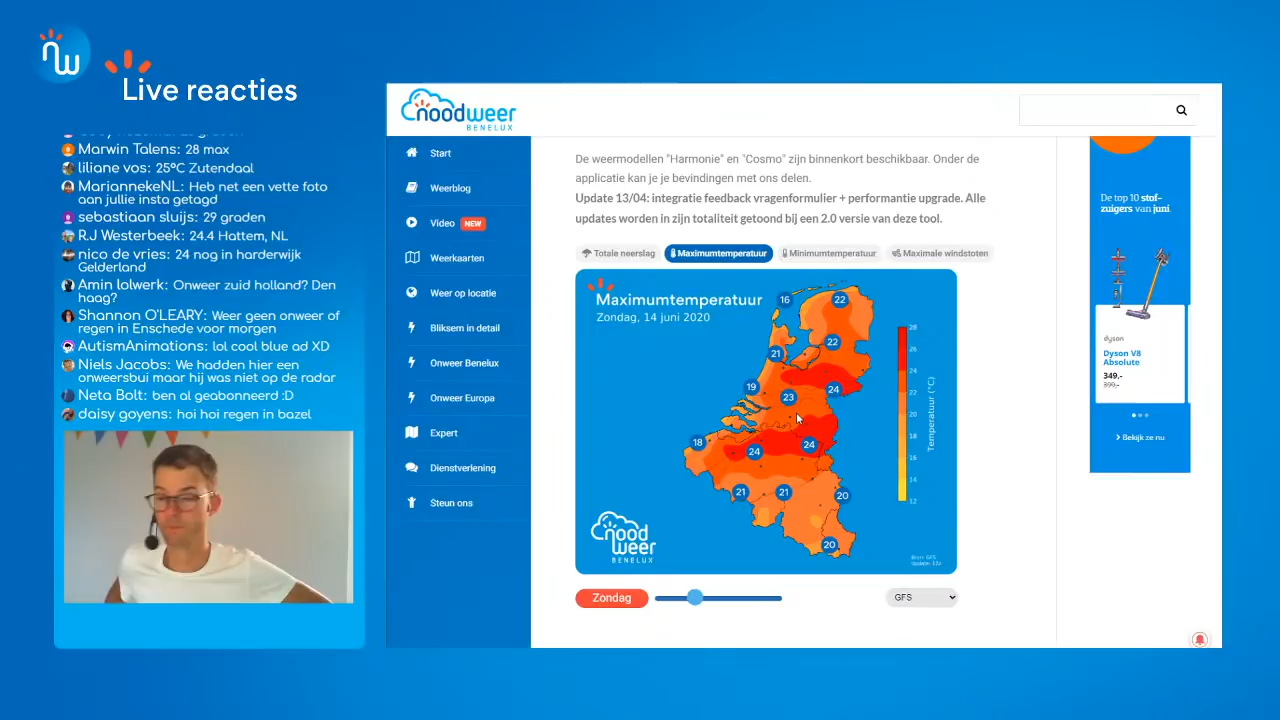 nw
Live reacties
Marwin Talens: 28 max
liliane vos: 25°C Zutendaal
MariannekeNL: Heb net een vette foto
aan jullie insta getagd
sebastiaan sluijs: 29 graden
R.J Westerbeek: 24.4 Hattem, NL
nico de vries: 24 nog in harderwijk
Gelderland
Amin lolwerk: Onweer zuid holland? Den
haag?
Shannon O'LEARY: Weer geen onweer of
regen in Enschede voor morgen
AutismAnimations: lol cool blue ad XD
Niels Jacobs: We hadden hier een
onweersbui maar hij was niet op de radar
Neta Bolt: ben al geabonneerd :D
daisy goyens: hoi hoi regen in bazel
noodweer
BENELUX
Start
Weerblog
Video NEW
Weerkaarten
Weer op locatie
Bliksem in detail
Onweer Benelux
Onweer Europa
Expert
Dienstverlening
Steun ons
De weermodellen "Harmonie" en "Cosmo" zijn binnenkort beschikbaar. Onder de
applicatie kan je je bevindingen met ons delen.
Update 13/04: integratie feedback vragenformulier + performantie upgrade. Alle
updates worden in zijn totaliteit getoond bij een 2.0 versie van deze tool.
Totale neerslag Maximumtemperatuur Minimumtemperatuur Maximale windstoten
Maximumtemperatuur
Zondag, 14 juni 2020
16 22
22
21
19 24
23
18 24
24
21 21 20
20
28
26
24
22
20
18
16
14
12
Temperatuur (°C)
nood
weer
BENELUX
Bron: GFS
Zondag
GFS
De top 10 stof-
zuigers van juni
dyson
Dyson V8
Absolute
349,-
399,-
Bekijk ze nu